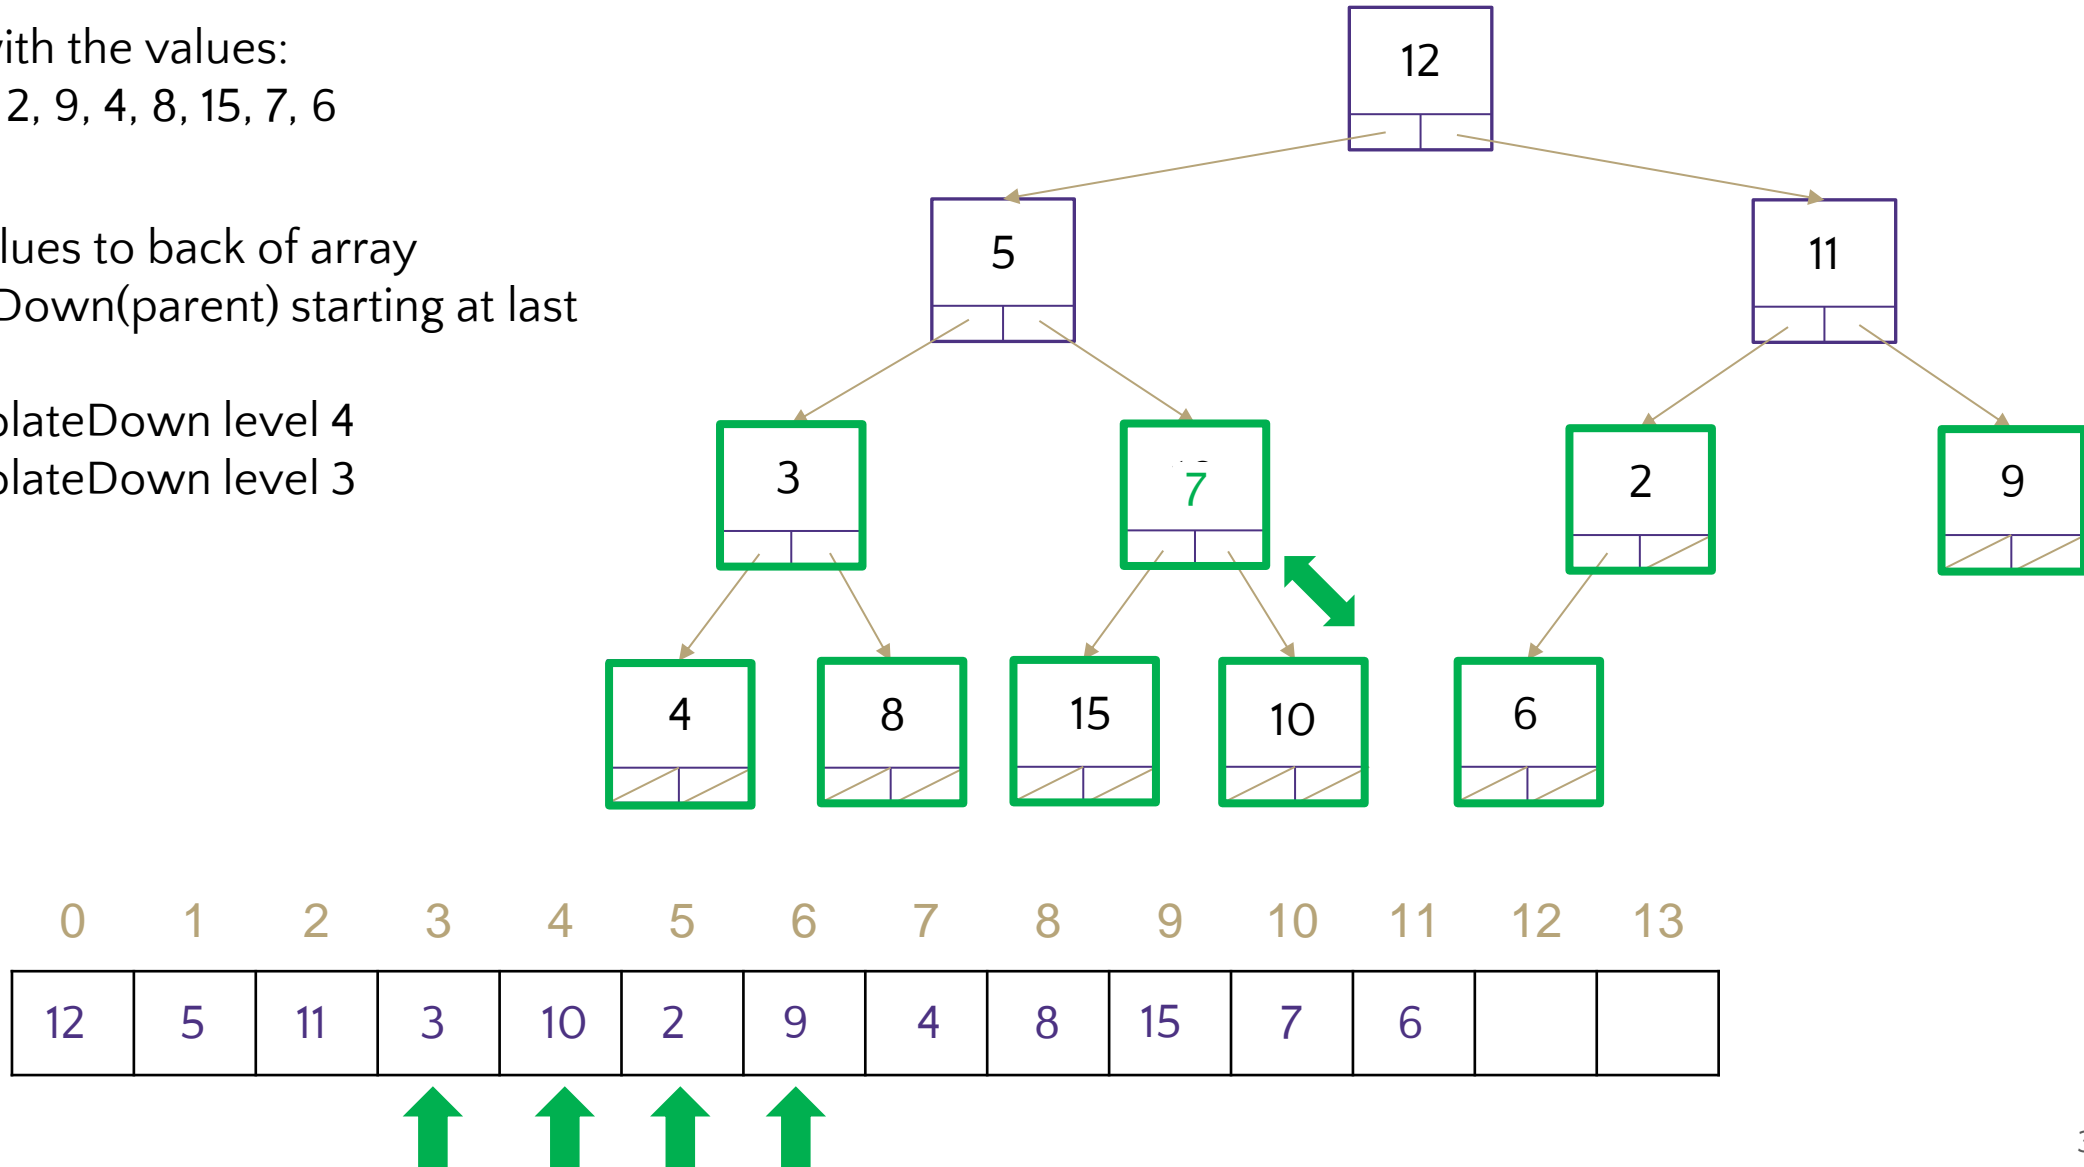 with the values:
2, 9, 4, 8, 15, 7, 6
lues to back of array
Down(parent) starting at last
olateDown level 4
olateDown level 3
12
5 11
3 7 2 9
4 8 15 10 6
0 1 2 3 4 5 6 7 8 9 10 11 12 13
12 5 11 3 10 2 9 4 8 15 7 6